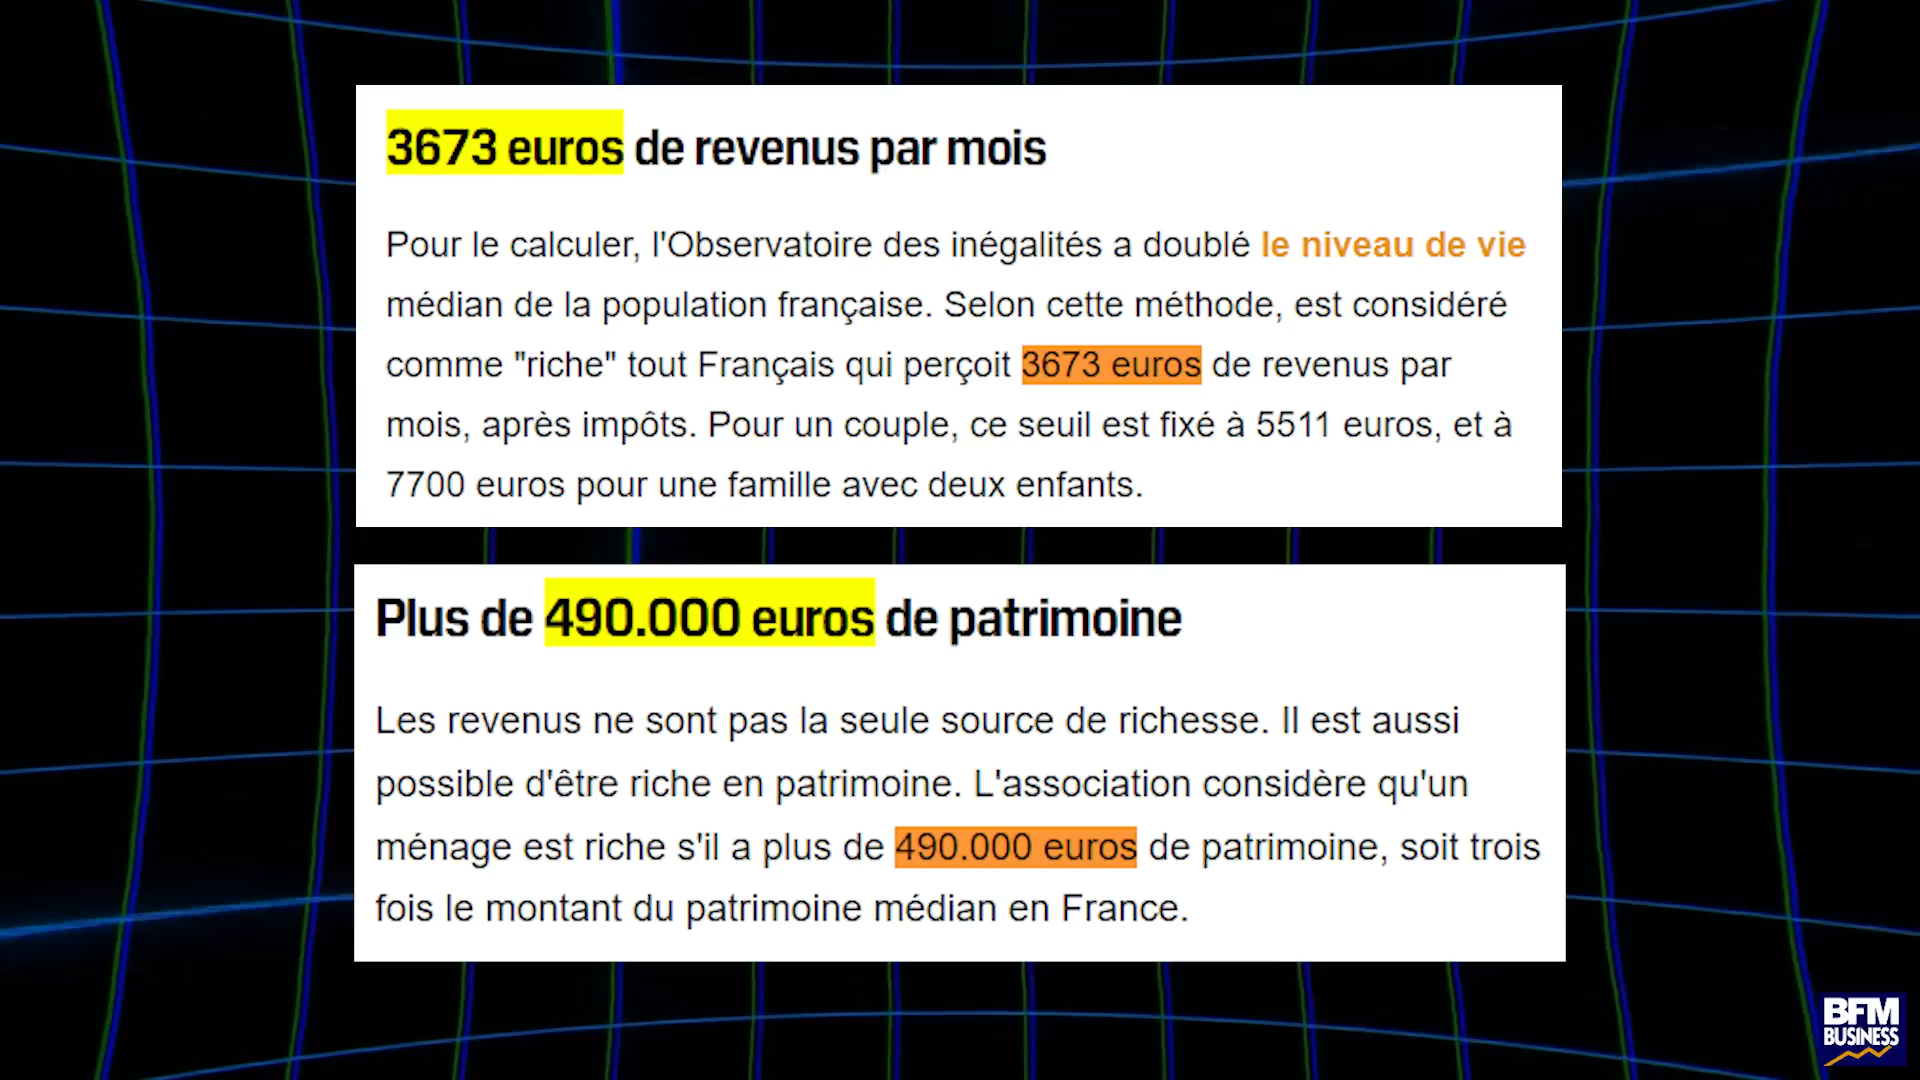 3673 euros de revenus par mois
Pour le calculer, l'Observatoire des inégalités a doublé le niveau de vie
médian de la population française. Selon cette méthode, est considéré
comme "riche" tout Français qui perçoit 3673 euros de revenus par
mois, après impôts. Pour un couple, ce seuil est fixé à 5511 euros, et à
7700 euros pour une famille avec deux enfants.
Plus de 490.000 euros de patrimoine
Les revenus ne sont pas la seule source de richesse. Il est aussi
possible d'être riche en patrimoine. L'association considère qu'un
ménage est riche s'il a plus de 490.000 euros de patrimoine, soit trois
fois le montant du patrimoine médian en France.
BFM
BUSINESS